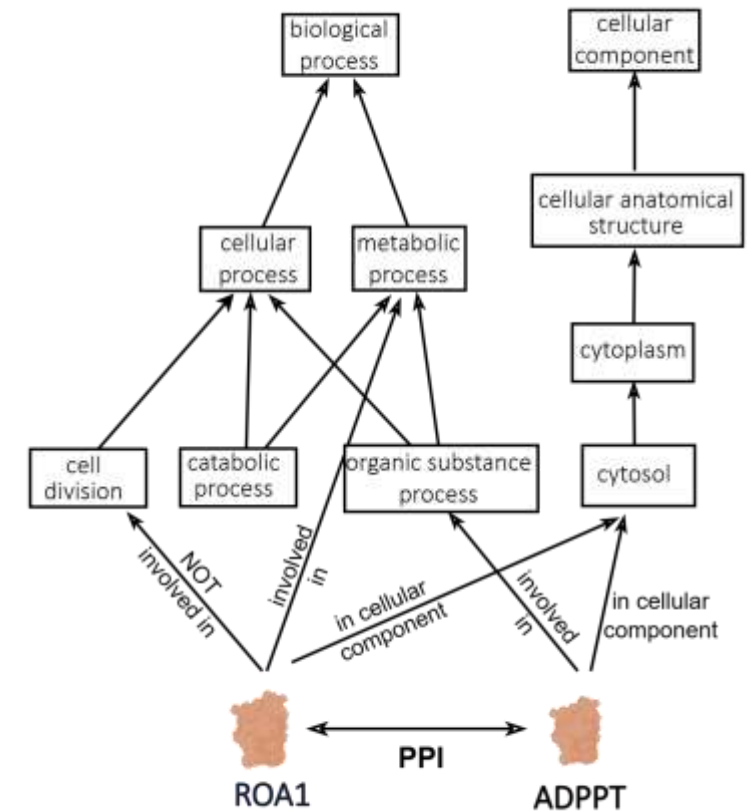 biological
process
cellular
component
cellular anatomical
structure
cellular
process
metabolic
process
cytoplasm
cell
division
catabolic
process
organic substance
process
cytosol
NOT
involved in
involved
in
in cellular
component
involved
in
in cellular
component
PPI
ROA1
ADPPT